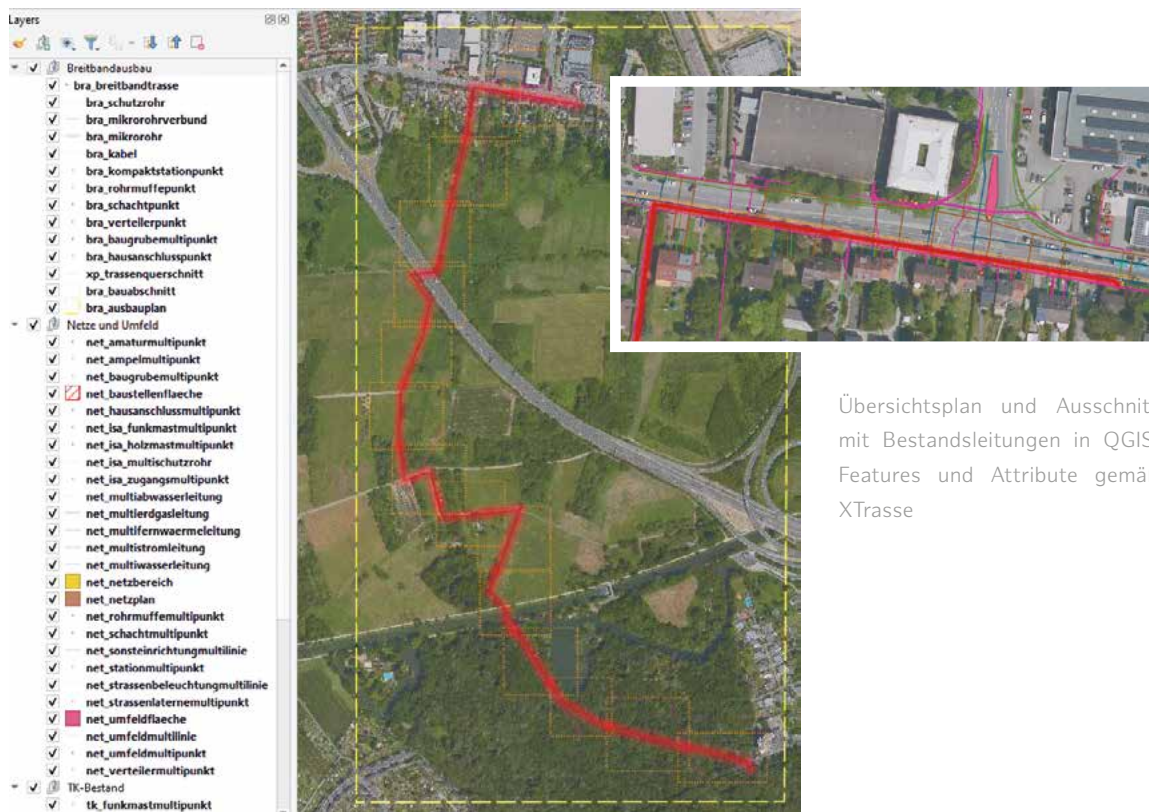 Layers
Breitbandausbau
bra_breitbandtrasse
bra_schutzrohr
bra_mikrorohrverbund
bra_mikrorohr
bra_kabel
bra_kompaktstationpunkt
bra_rohrmuffepunkt
bra_schachtpunkt
bra_verteilerpunkt
bra_baugrubemultipunkt
bra_hausanschlusspunkt
xp_trassenquerschnitt
bra_bauabschnitt
bra_ausbauplan
Netze und Umfeld
net_amaturmultipunkt
net_ampelmultipunkt
net_baugrubemultipunkt
net_baustellenflaeche
net_hausanschlussmultipunkt
net_isa_funkmastmultipunkt
net_isa_holzmastmultipunkt
net_isa_multischutzrohr
net_isa_zugangsmultipunkt
net_multiabwasserleitung
net_multierdgasleitung
net_multifernwaermeleitung
net_multistromleitung
net_multiwasserleitung
net_netzbereich
net_netzplan
net_rohrmuffemultipunkt
net_schachtmultipunkt
net_sonsteinrichtungmultilinie
net_stationmultipunkt
net_strassenbeleuchtungmultilinie
net_strassenlaternemultipunkt
net_umfeldflaeche
net_umfeldmultilinie
net_umfeldmultipunkt
net_verteilermultipunkt
TK-Bestand
tk_funkmastmultipunkt
Übersichtsplan und Ausschnit
mit Bestandsleitungen in QGIS
Features und Attribute gemä
XTrasse